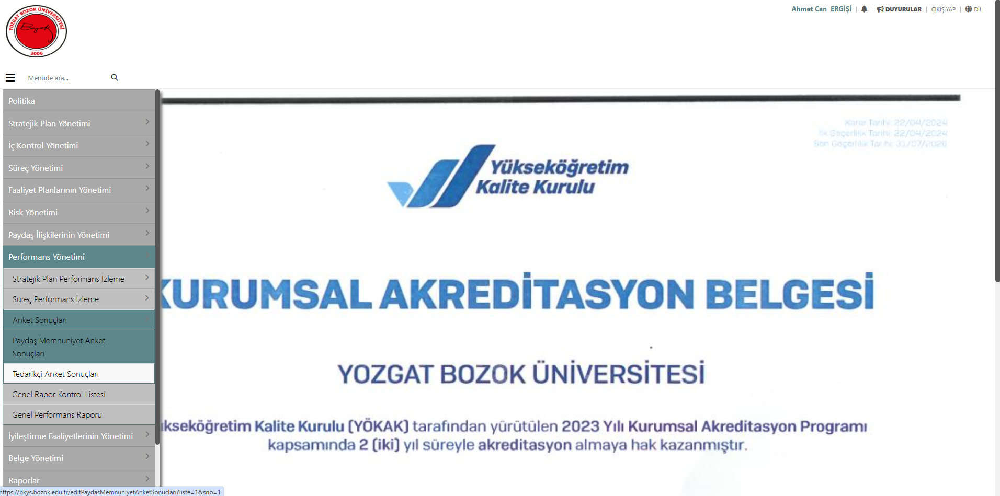 YOZGAT BOZOK ÜNİVERSİTESİ
Bozok
2006
Ahmet Can ERGİŞİ
DUYURULAR
ÇIKIŞ YAP
DİL
Menüde ara...
Politika
Stratejik Plan Yönetimi
İç Kontrol Yönetimi
Süreç Yönetimi
Faaliyet Planlarının Yönetimi
Risk Yönetimi
Paydaş İlişkilerinin Yönetimi
Performans Yönetimi
Stratejik Plan Performans İzleme
Süreç Performans İzleme
Anket Sonuçları
Paydaş Memnuniyet Anket
Sonuçları
Tedarikçi Anket Sonuçları
Genel Rapor Kontrol Listesi
Genel Performans Raporu
İyileştirme Faaliyetlerinin Yönetimi
Belge Yönetimi
Raporlar
https://bkys.bozok.edu.tr/editPaydasMemnuniyetAnketSonuclari?liste=1&sno=1
Karar Tarihi: 22/04/2024
İlk Geçerlilik Tarihi: 22/04/2024
Son Geçerlilik Tarihi: 31/07/2026
Yükseköğretim
Kalite Kurulu
KURUMSAL AKREDİTASYON BELGESİ
YOZGAT BOZOK ÜNİVERSİTESİ
ükseköğretim Kalite Kurulu (YÖKAK) tarafından yürütülen 2023 Yılı Kurumsal Akreditasyon Programı
kapsamında 2 (iki) yıl süreyle akreditasyon almaya hak kazanmıştır.